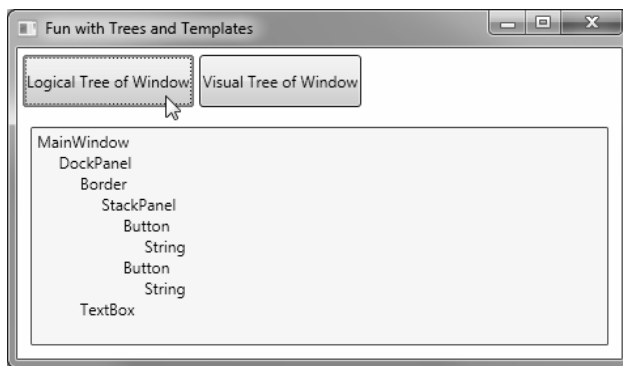 Fun with Trees and Templates
Logical Tree of Window
Visual Tree of Window
MainWindow
DockPanel
Border
StackPanel
Button
String
Button
String
TextBox